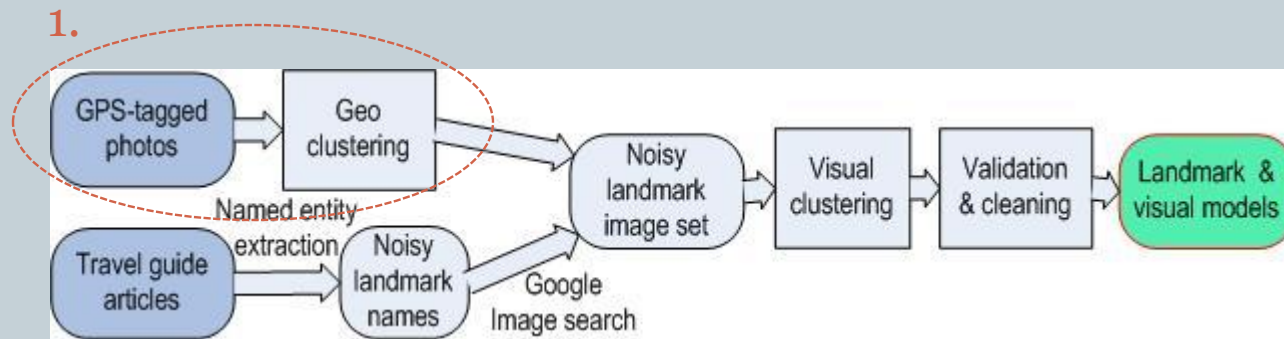 1.
GPS-tagged
photos
Geo
clustering
Named entity
extraction
Travel guide
articles
Noisy
landmark
names
Google
Image search
Noisy
landmark
image set
Visual
clustering
Validation
& cleaning
Landmark &
visual models